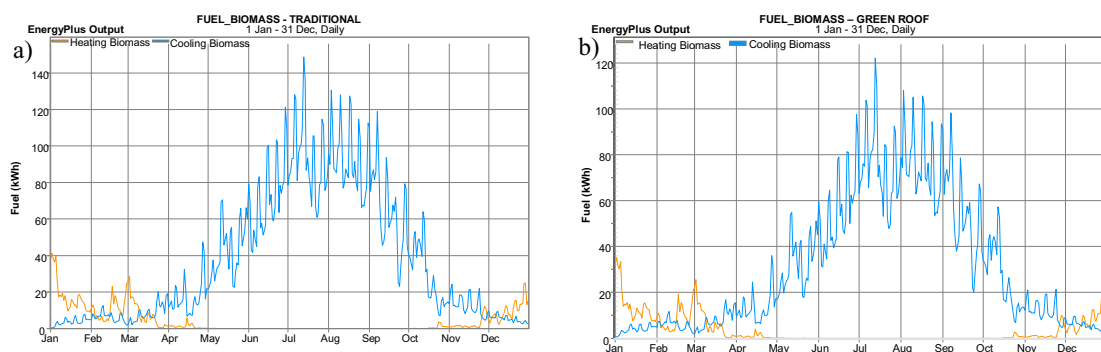 a)
FUEL_BIOMASS - TRADITIONAL
EnergyPlus Output
1 Jan - 31 Dec, Daily
Heating Biomass
Cooling Biomass
140
120
100
80
60
40
20
0
Fuel (kWh)
Jan Feb Mar Apr May Jun Jul Aug Sep Oct Nov Dec
b)
FUEL_BIOMASS – GREEN ROOF
EnergyPlus Output
1 Jan - 31 Dec, Daily
Heating Biomass
Cooling Biomass
120
100
80
60
40
20
0
Fuel (kWh)
Jan Feb Mar Apr May Jun Jul Aug Sep Oct Nov Dec